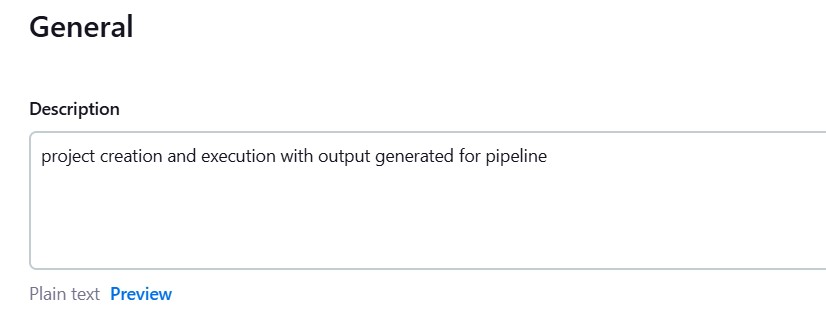 General
Description
project creation and execution with output generated for pipeline
Plain text Preview